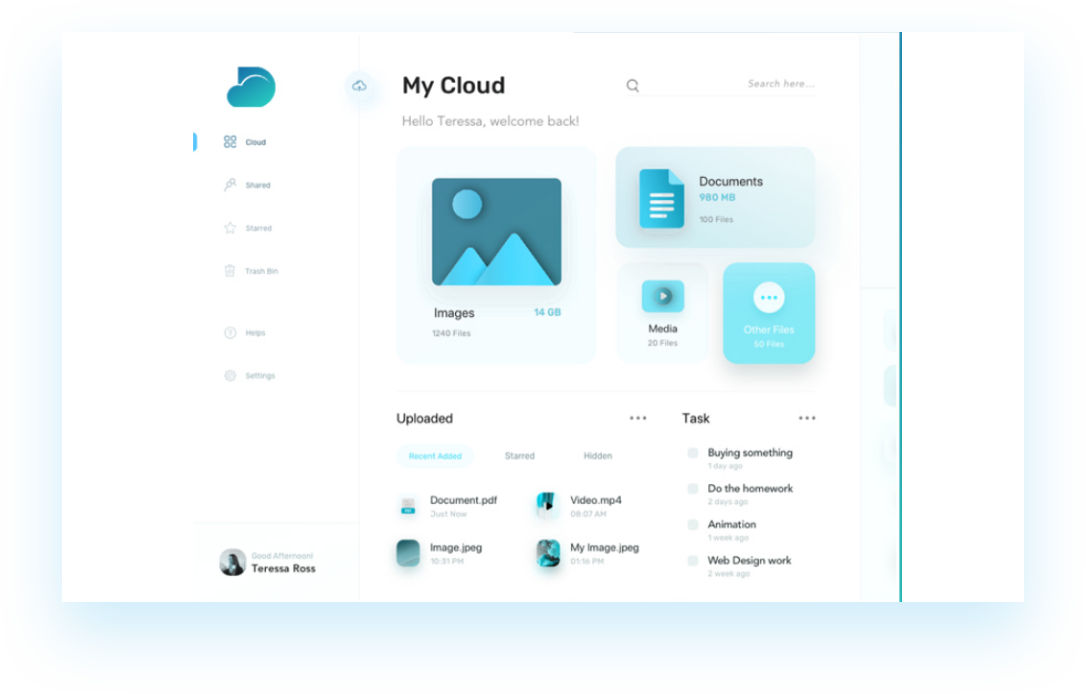 My Cloud
Search here...
Hello Teressa, welcome back!
Cloud
Shared
Starred
Trash Bin
Helps
Settings
Images
14 GB
1240 Files
Documents
980 MB
100 Files
Media
20 Files
Other Files
50 Files
Uploaded
Recent Added
Starred
Hidden
Document.pdf
Just Now
Video.mp4
08:07 AM
Image.jpeg
10:31 PM
My Image.jpeg
01:16 PM
Task
Buying something
1 day ago
Do the homework
2 days ago
Animation
1 week ago
Web Design work
2 week ago
Good Afternoon!
Teressa Ross